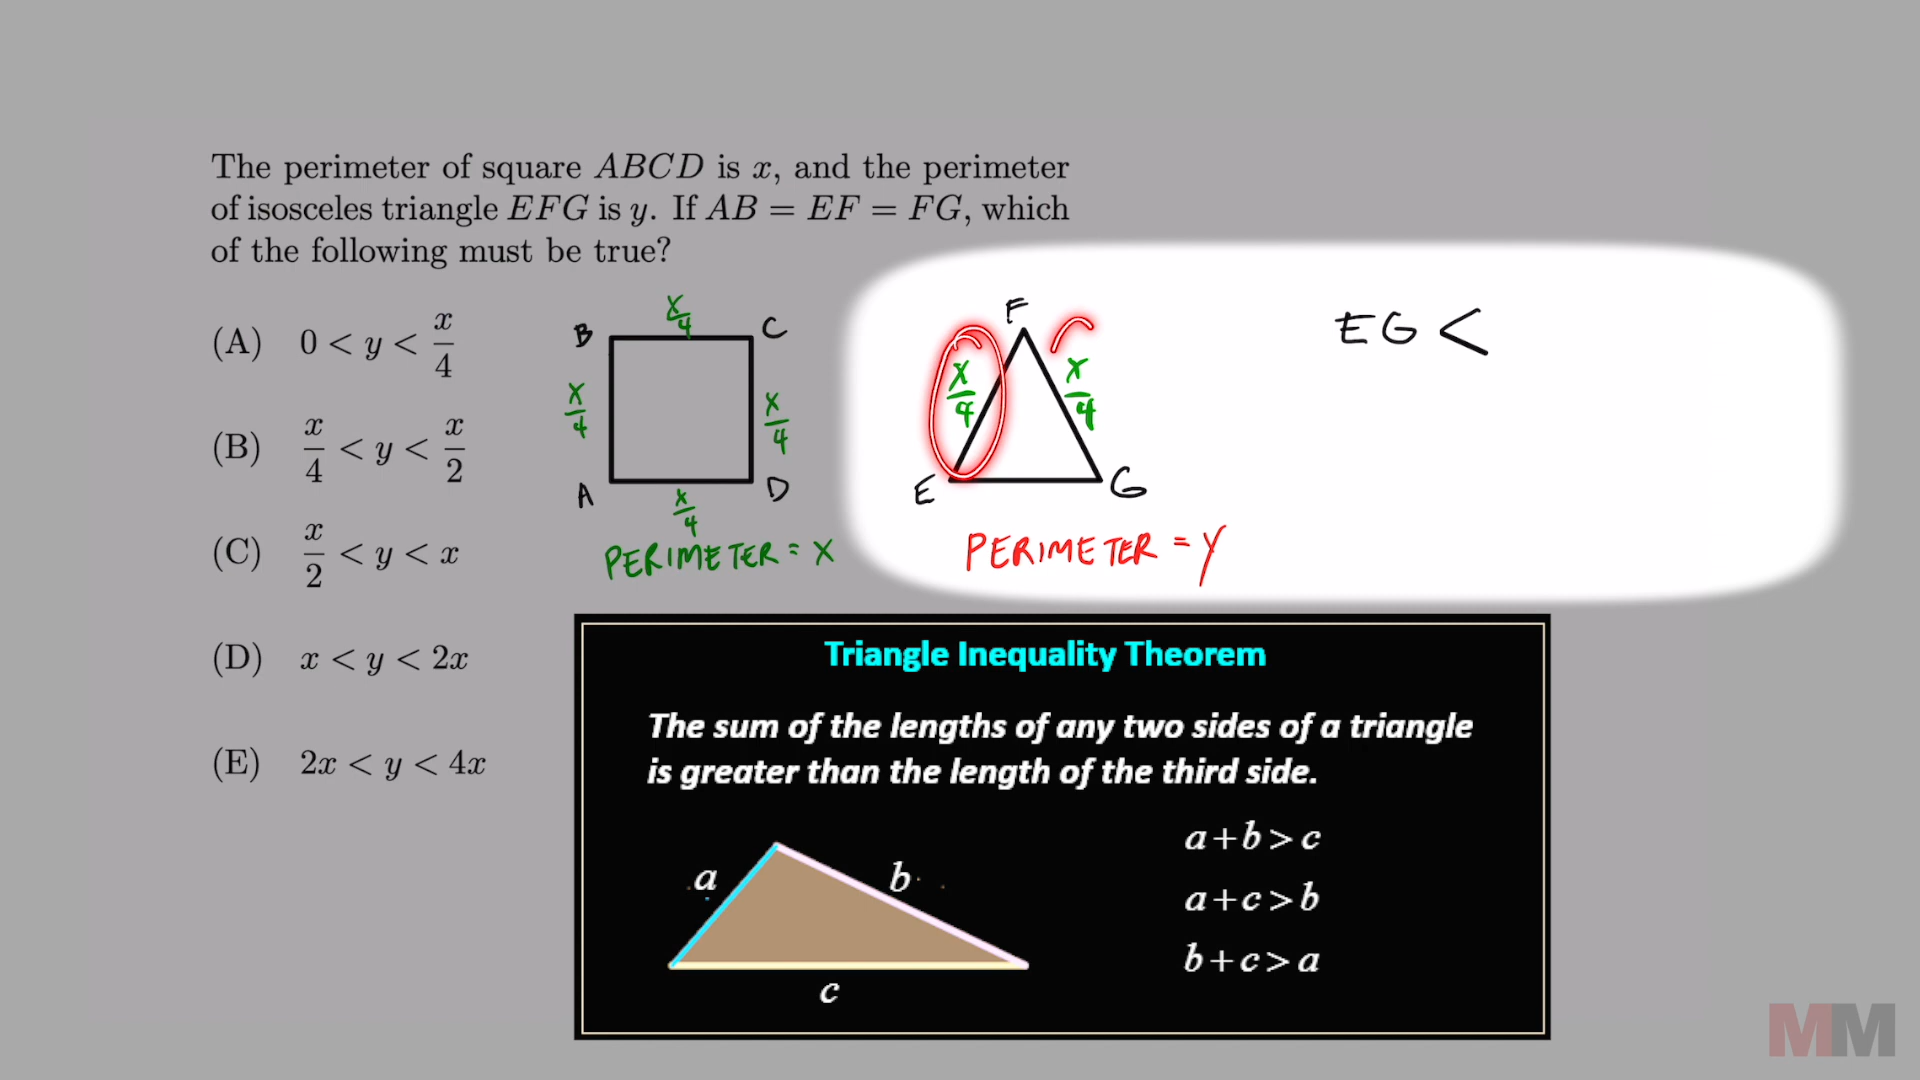 The perimeter of square ABCD is x, and the perimeter
of isosceles triangle EFG is y. If AB = EF = FG, which
of the following must be true?
(A) 0 < y < x/4
(B) x/4 < y < x/2
(C) x/2 < y < x
(D) x < y < 2x
(E) 2x < y < 4x
x/4
B C
x/4 x/4
A D
x/4
PERIMETER = X
F
x/4 x/4
E G
PERIMETER = Y
EG <
Triangle Inequality Theorem
The sum of the lengths of any two sides of a triangle
is greater than the length of the third side.
a
b
c
a+b>c
a+c>b
b+c>a
MM